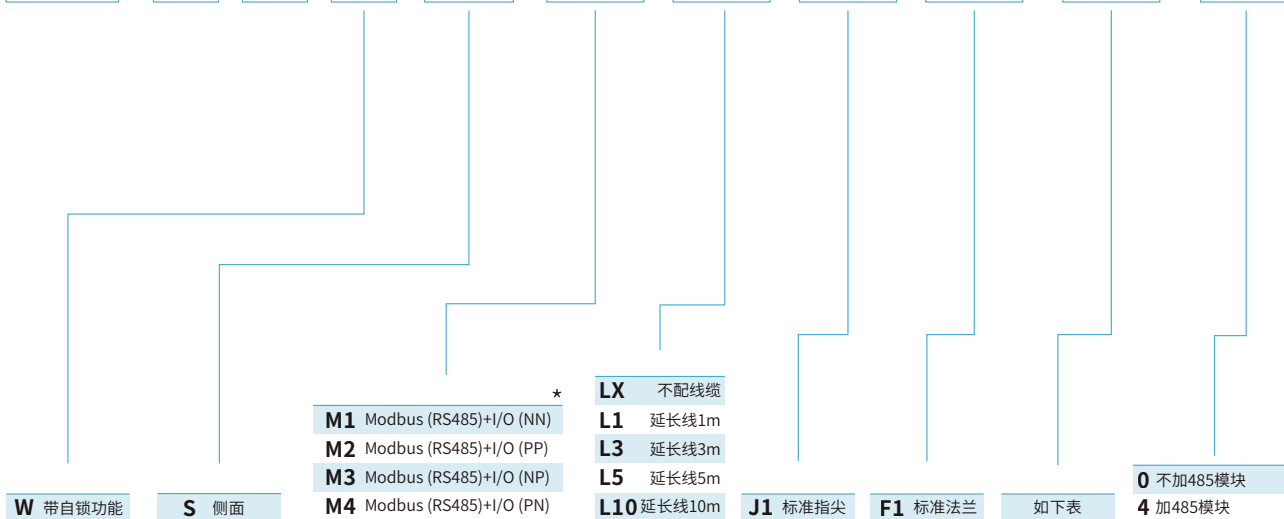 *
LX 不配线缆
M1 Modbus (RS485)+I/O (NN)
L1 延长线1m
M2 Modbus (RS485)+I/O (PP)
L3 延长线3m
M3 Modbus (RS485)+I/O (NP)
L5 延长线5m
0 不加485模块
W 带自锁功能
S 侧面
M4 Modbus (RS485)+I/O (PN)
L10 延长线10m
J1 标准指尖
F1 标准法兰
如下表
4 加485模块